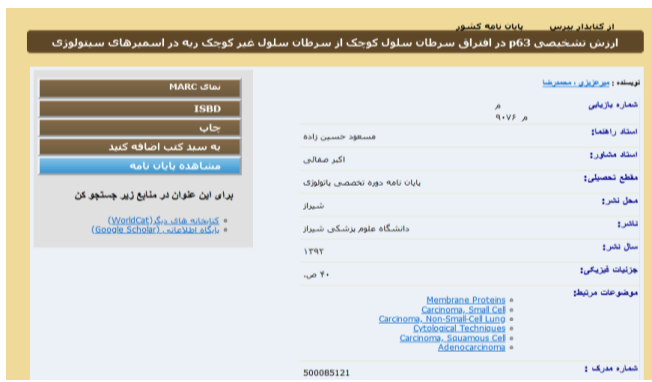 از کتابدار بپرس
پایان نامه کشور
ارزش تشخیصی p63 در افتراق سرطان سلول کوچک از سرطان سلول غیر کوچک ریه در اسمیرهای سیتولوژی
نویسنده : میرعزیزی ، محمدرضا
شماره بازیابی
م
م ۹۰۷۶
استاد راهنما:
مسعود حسین زاده
استاد مشاور:
اکبر صفائی
مقطع تحصیلی:
پایان نامه دوره تخصصی پاتولوژی
محل نشر:
شیراز
ناشر:
دانشگاه علوم پزشکی شیراز
سال نشر:
۱۳۹۲
جزئیات فیزیکی:
۴۰ ص.
موضوعات مرتبط:
Membrane Proteins
Carcinoma, Small Cell
Carcinoma, Non-Small-Cell Lung
Cytological Techniques
Carcinoma, Squamous Cell
Adenocarcinoma
شماره مدرک :
500085121
نمای MARC
ISBD
چاپ
به سبد کتب اضافه کنید
مشاهده پایان نامه
برای این عنوان در منابع زیر جستجو کن
کتابخانه های دیگر(WorldCat)
پایگاه اطلاعاتی (Google Scholar)